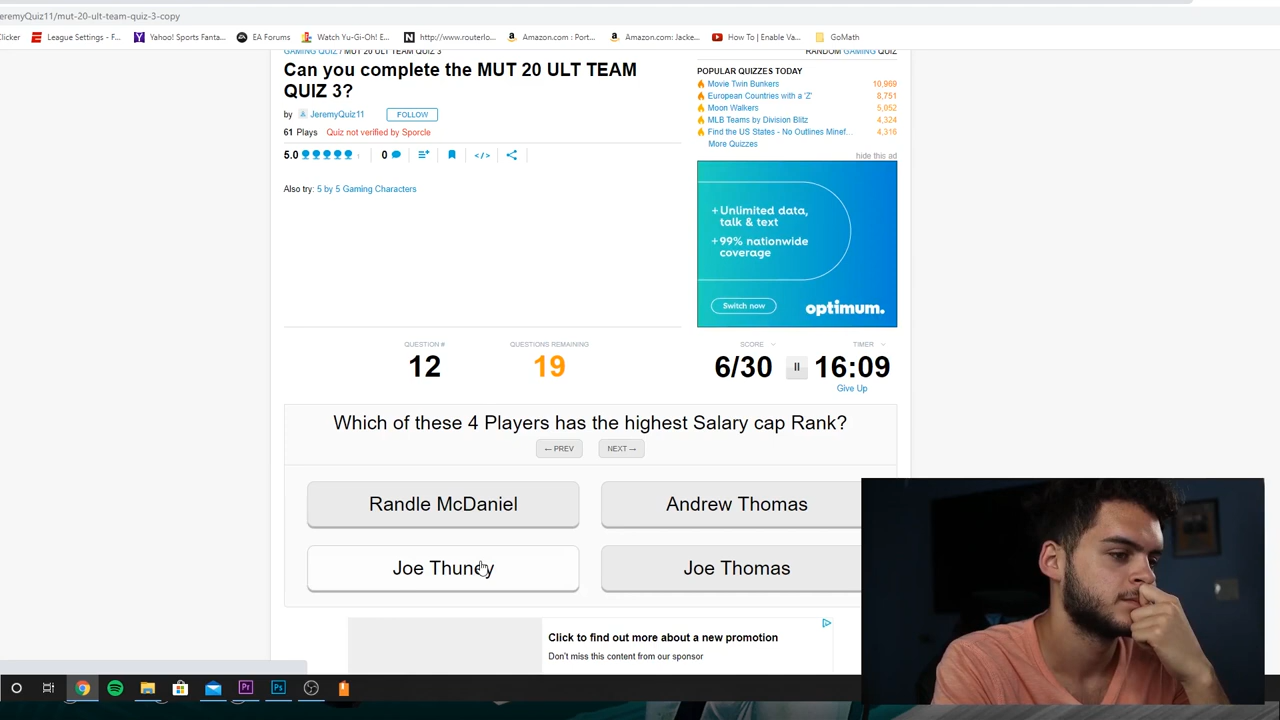 eremyQuiz11/mut-20-ult-team-quiz-3-copy
licker League Settings - F... Yahoo! Sports Fanta... EA Forums Watch Yu-Gi-Oh! E... http://www.routerlo... Amazon.com : Port... Amazon.com: Jacke... How To | Enable Va... GoMath
GAMING QUIZ / MUT 20 ULT TEAM QUIZ 3
RANDOM GAMING QUIZ
Can you complete the MUT 20 ULT TEAM
QUIZ 3?
by JeremyQuiz11 FOLLOW
61 Plays Quiz not verified by Sporcle
5.0 0
Also try: 5 by 5 Gaming Characters
POPULAR QUIZZES TODAY
Movie Twin Bunkers 10,969
European Countries with a 'Z' 8,751
Moon Walkers 5,052
MLB Teams by Division Blitz 4,324
Find the US States - No Outlines Minef... 4,316
More Quizzes
hide this ad
+Unlimited data,
talk & text
+99% nationwide
coverage
Switch now optimum.
QUESTION # QUESTIONS REMAINING SCORE TIMER
12 19 6/30 16:09
Give Up
Which of these 4 Players has the highest Salary cap Rank?
← PREV NEXT →
Randle McDaniel Andrew Thomas
Joe Thuney Joe Thomas
Click to find out more about a new promotion
Don't miss this content from our sponsor
Pr Ps